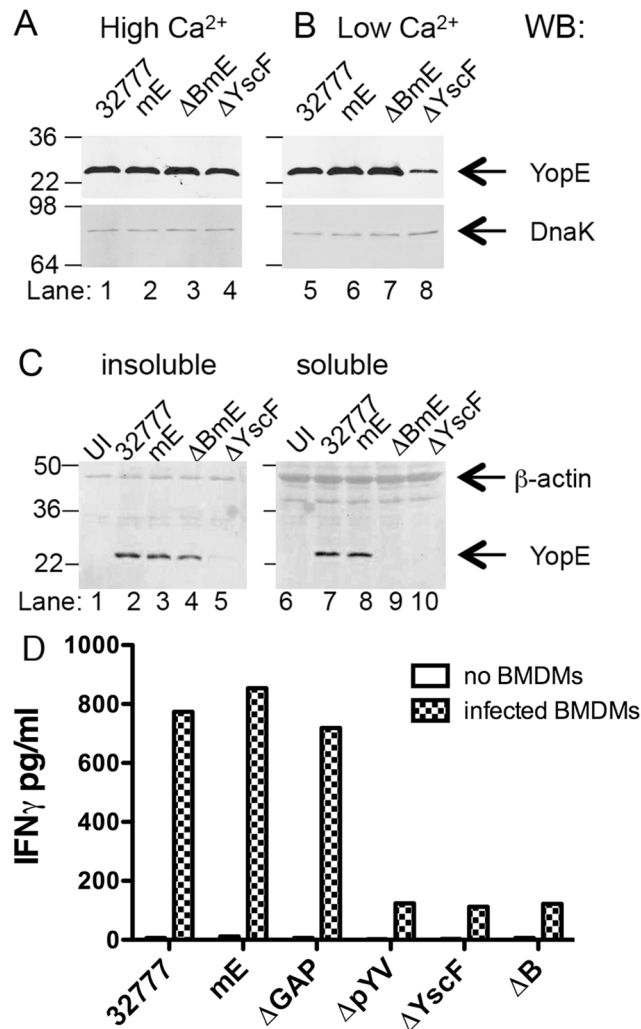 A High Ca²⁺ B Low Ca²⁺ WB:
32777 mE ΔBmE ΔYscF 32777 mE ΔBmE ΔYscF
36
22
YopE
98
64
DnaK
Lane: 1 2 3 4 5 6 7 8
C insoluble soluble
UI 32777 mE ΔBmE ΔYscF UI 32777 mE ΔBmE ΔYscF
50
β-actin
36
22
YopE
Lane: 1 2 3 4 5 6 7 8 9 10
D
1000
800
600
400
200
0
IFNγ pg/ml
no BMDMs
infected BMDMs
32777 mE ΔGAP ΔpYV ΔYscF ΔB